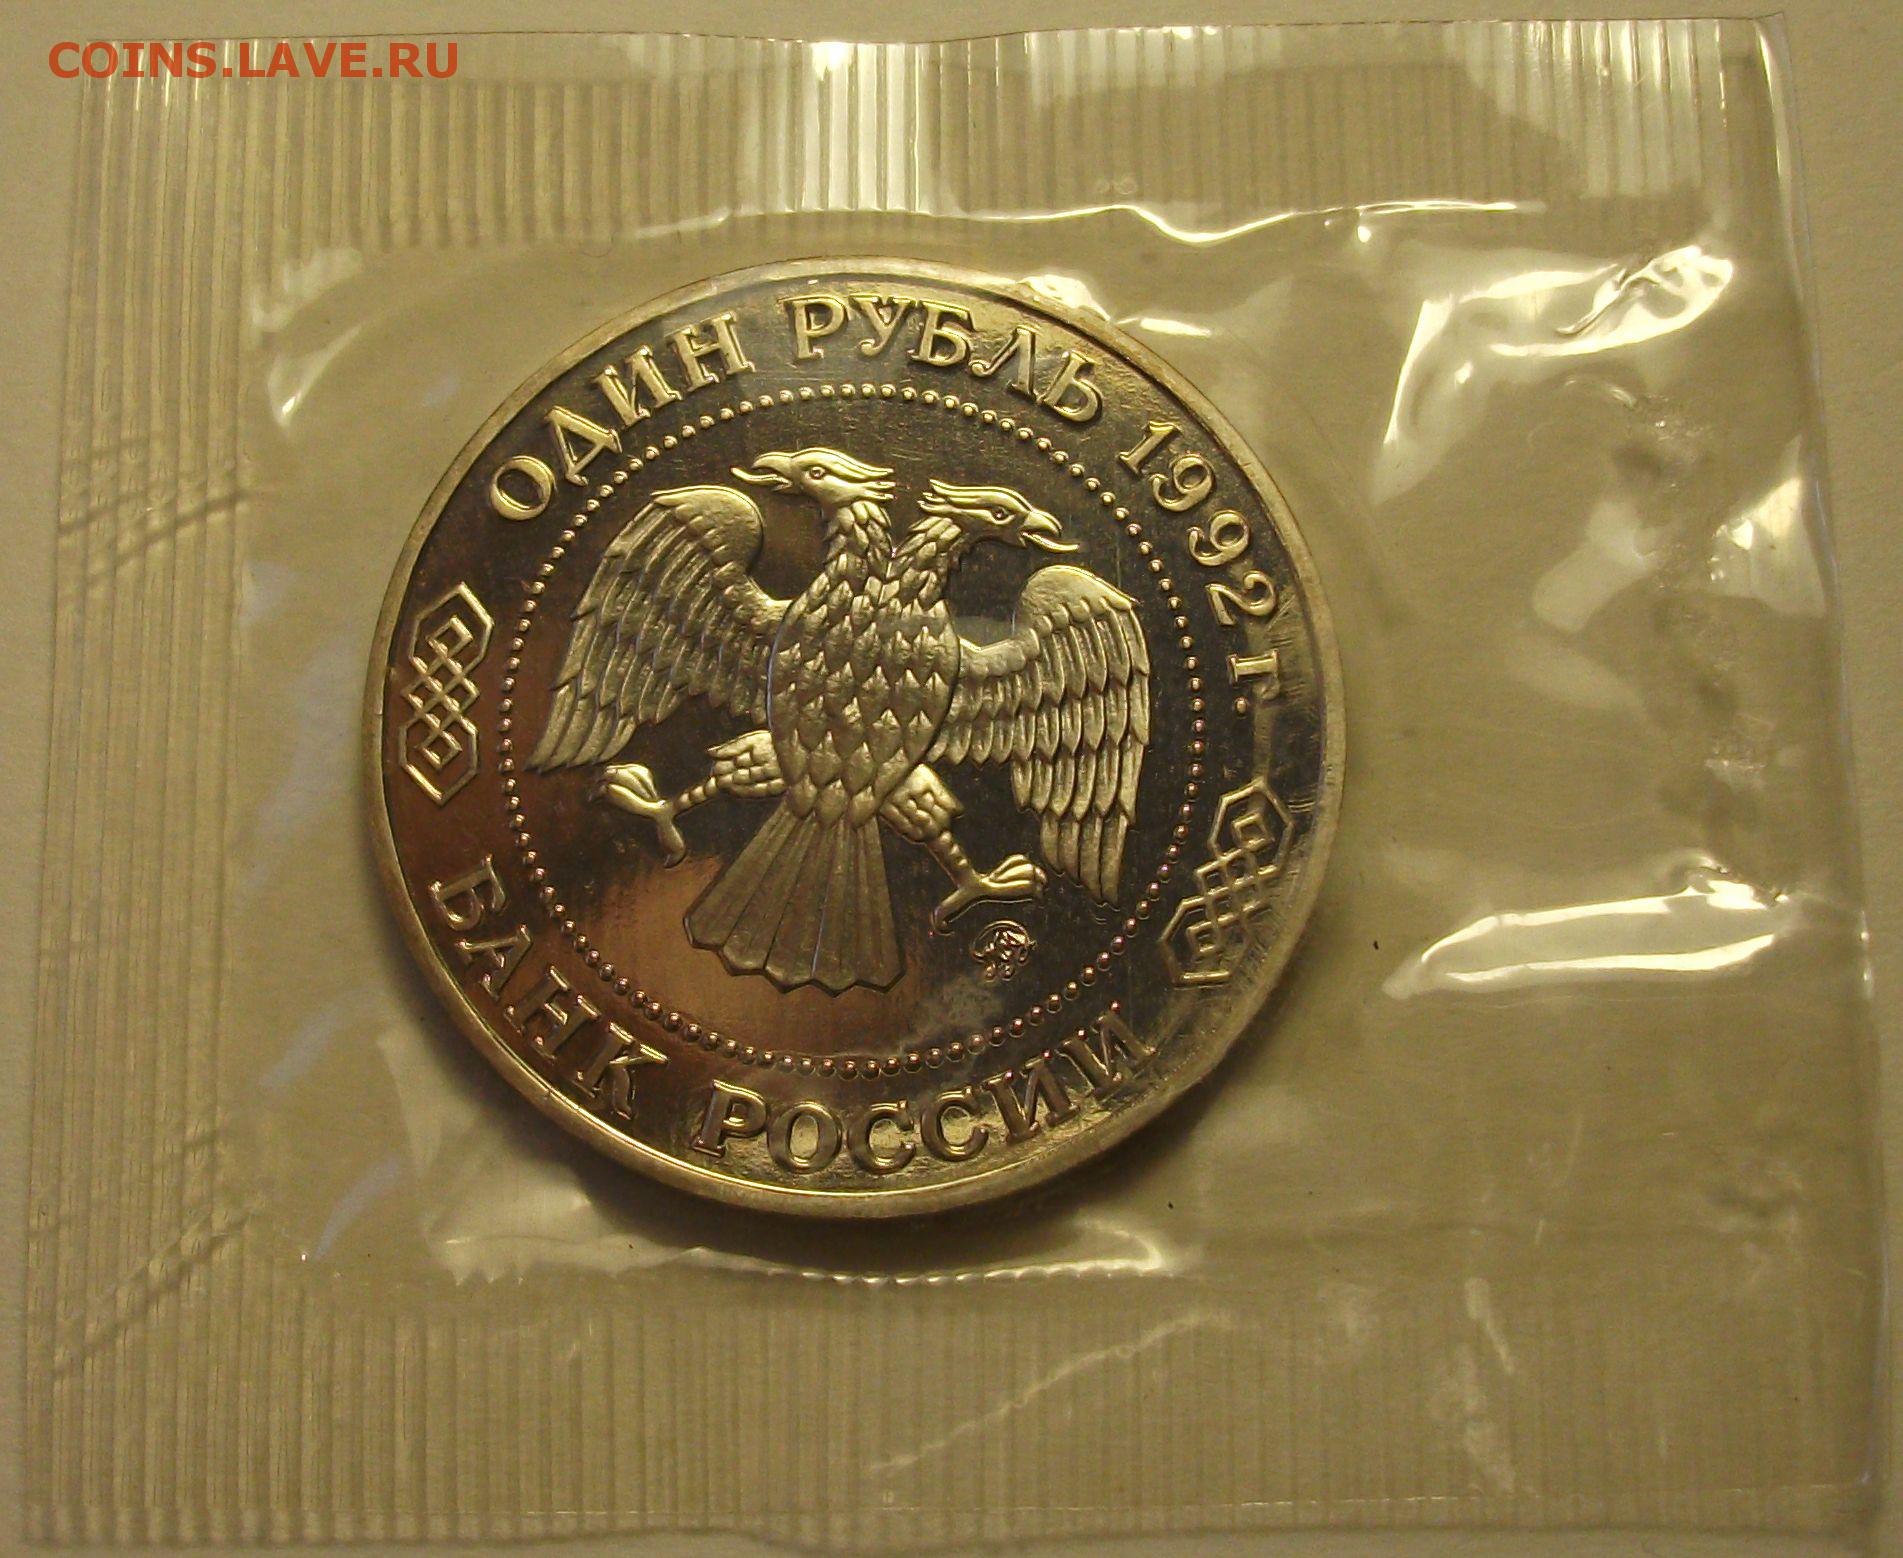 COINS.LAVE.RU
ОДИН РУБЛЬ 1992 г.
БАНК РОССИИ